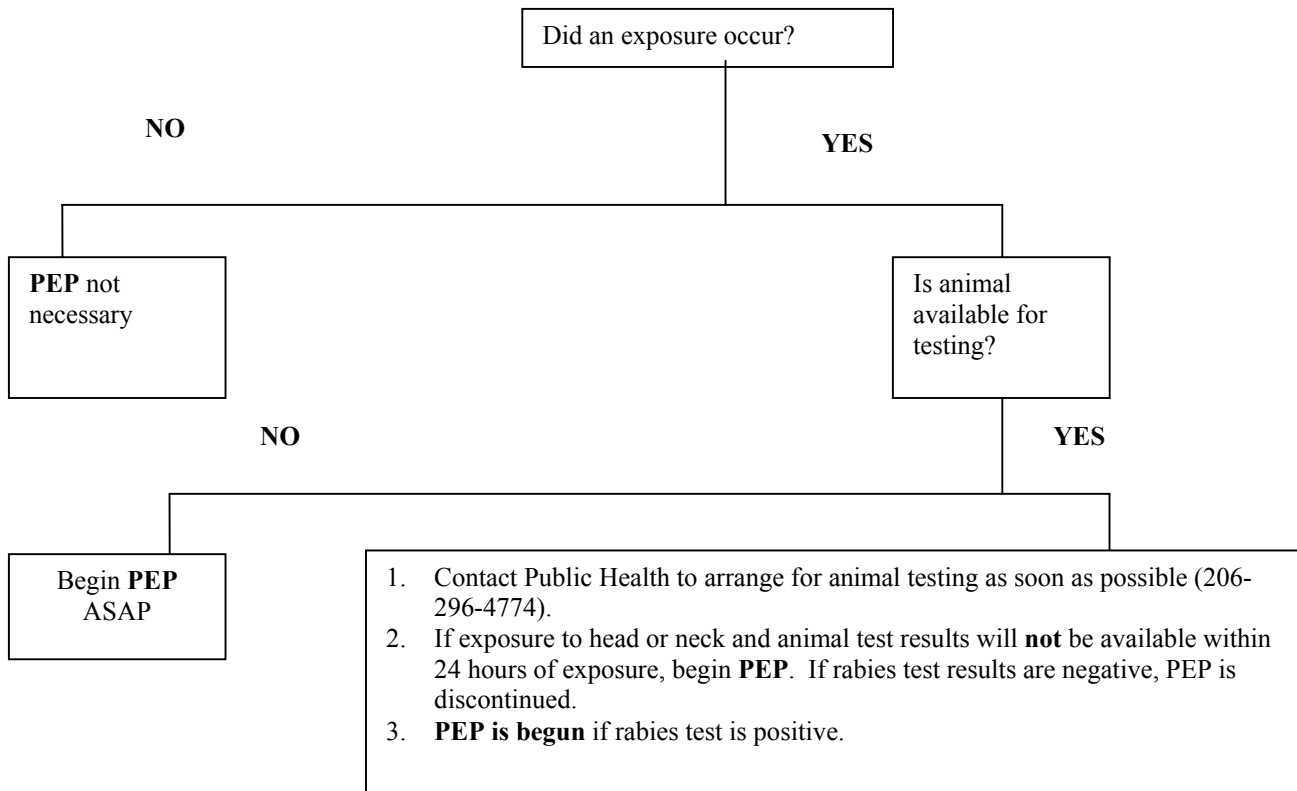 Did an exposure occur?
NO
YES
PEP not
necessary
Is animal
available for
testing?
NO
YES
Begin PEP
ASAP
1. Contact Public Health to arrange for animal testing as soon as possible (206-
296-4774).
2. If exposure to head or neck and animal test results will not be available within
24 hours of exposure, begin PEP. If rabies test results are negative, PEP is
discontinued.
3. PEP is begun if rabies test is positive.